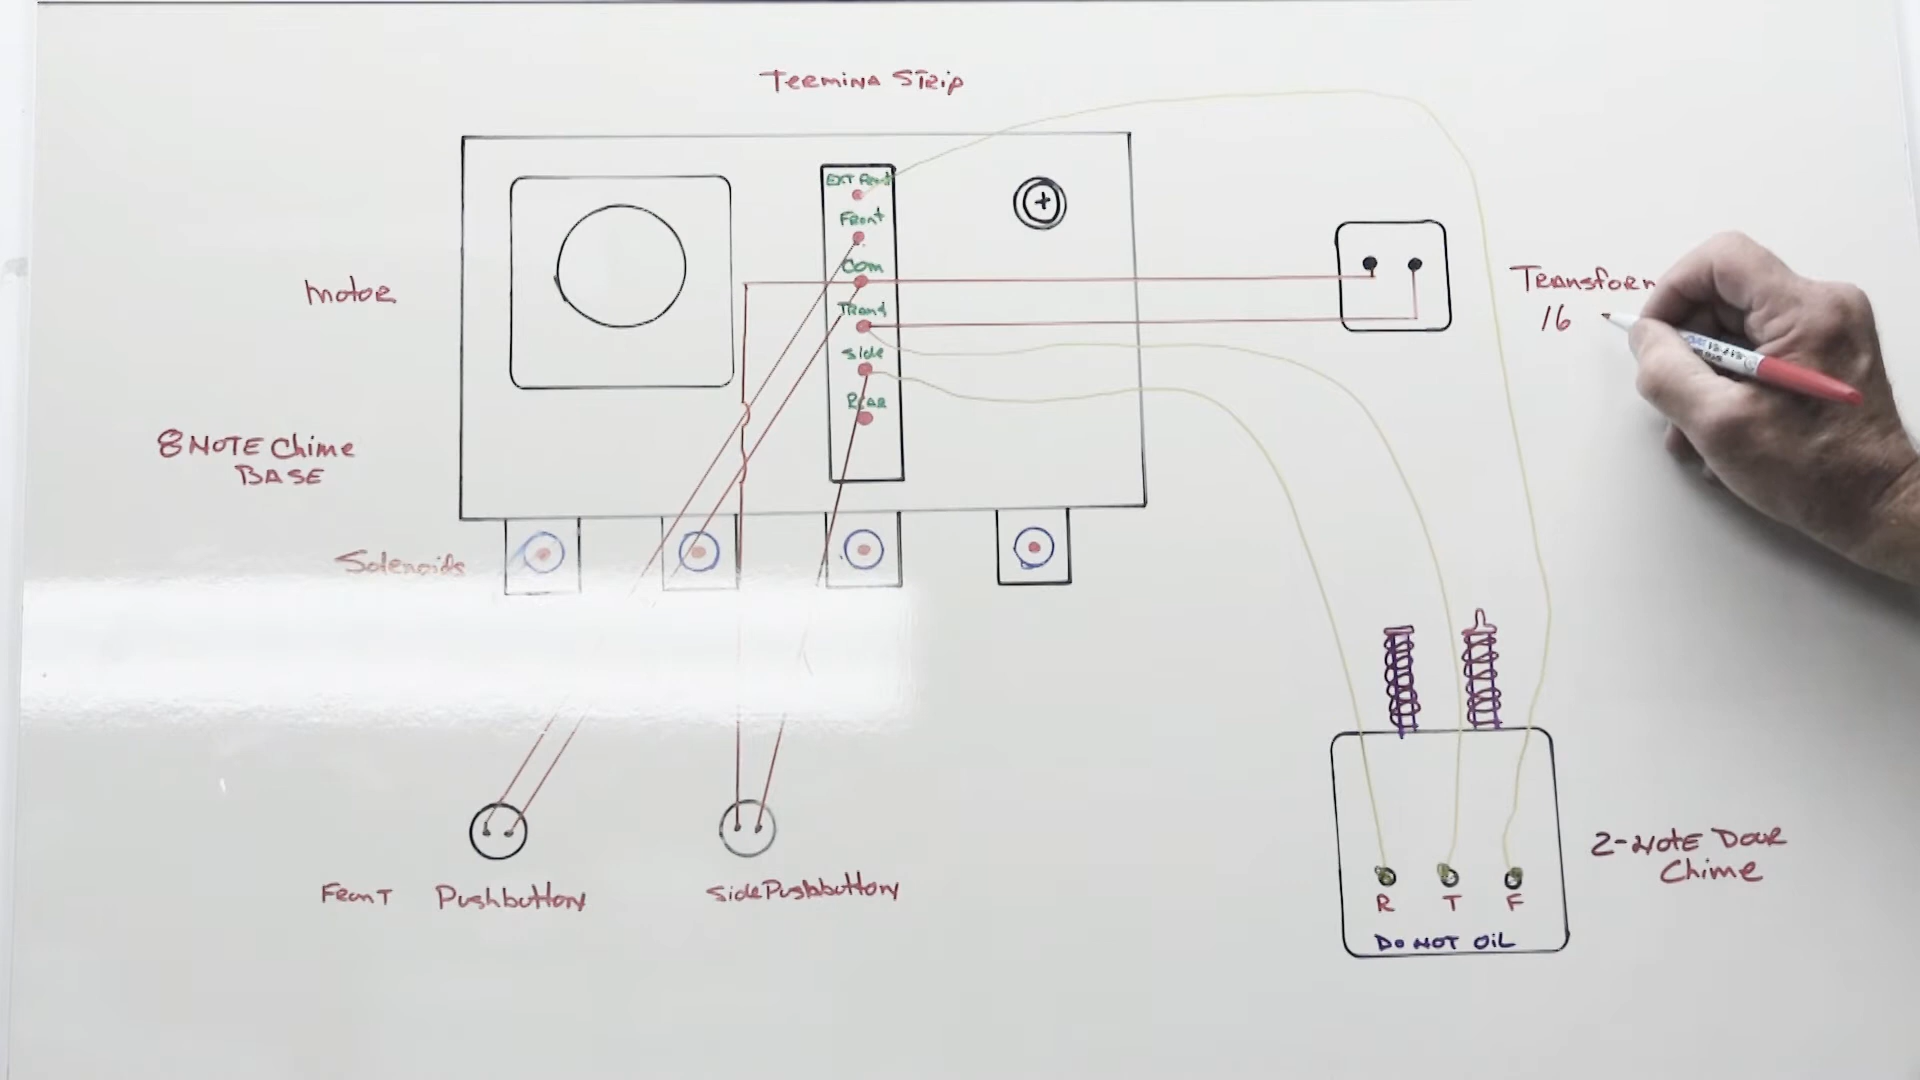 Termina Strip
EXT Front
Front
Com
Trans
Side
Rear
Motor
8 NOTE Chime
BASE
Solenoids
Transform
16
Front Pushbutton
Side Pushbutton
R T F
DO NOT OIL
2-Note Door
Chime